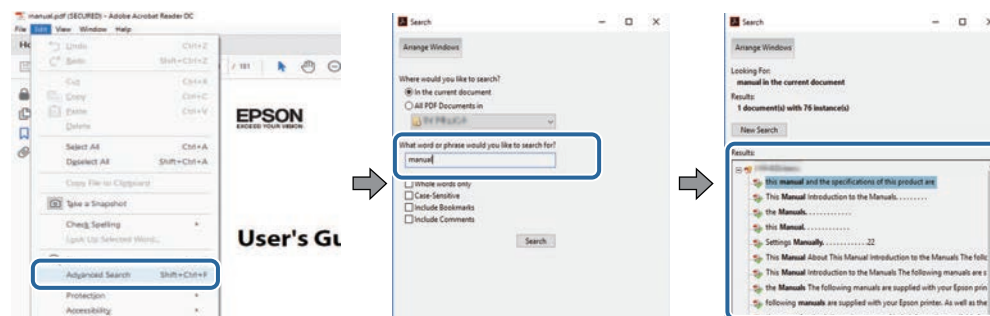 manual.pdf (SECURED) - Adobe Acrobat Reader DC
File Edit View Window Help
Undo Ctrl+Z
Redo Shift+Ctrl+Z
Cut Ctrl+X
Copy Ctrl+C
Paste Ctrl+V
Delete
Select All Ctrl+A
Deselect All Shift+Ctrl+A
Copy File to Clipboard
Take a Snapshot
Check Spelling
Look Up Selected Word...
Advanced Search Shift+Ctrl+F
Protection
Accessibility
/ 181
EPSON
EXCEED YOUR VISION
User's Gu
Search
Arrange Windows
Where would you like to search?
In the current document
All PDF Documents in
What word or phrase would you like to search for?
manual
Whole words only
Case-Sensitive
Include Bookmarks
Include Comments
Search
Search
Arrange Windows
Looking For:
manual in the current document
Results:
1 document(s) with 76 instance(s)
New Search
Results:
this manual and the specifications of this product are
This Manual Introduction to the Manuals. . . . . . . . .
the Manuals. . . . . . . . . . . . .
this Manual. . . . . . . . . . . . .
Settings Manually. . . . . . . . . . . . .22
This Manual About This Manual Introduction to the Manuals The follo
This Manual Introduction to the Manuals The following manuals are s
the Manuals The following manuals are supplied with your Epson prin
following manuals are supplied with your Epson printer. As well as the